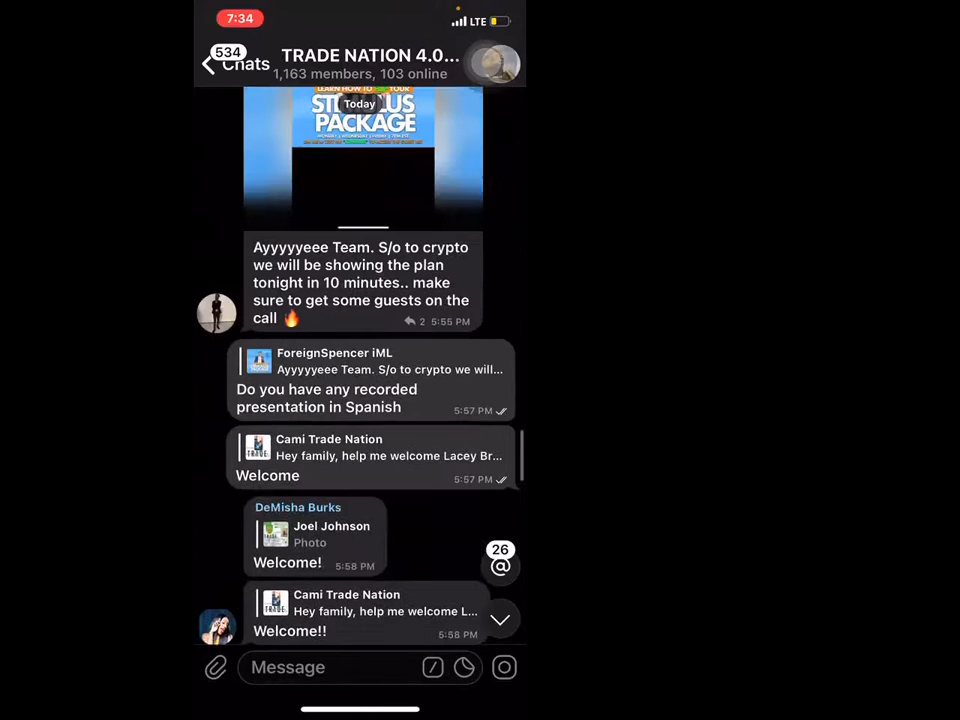 7:34
LTE
534
Chats
TRADE NATION 4.0...
1,163 members, 103 online
LEARN HOW TO YOUR
Today
PACKAGE
Ayyyyyeee Team. S/o to crypto
we will be showing the plan
tonight in 10 minutes.. make
sure to get some guests on the
call 🔥
2 5:55 PM
ForeignSpencer iML
Ayyyyyeee Team. S/o to crypto we will...
Do you have any recorded
presentation in Spanish
5:57 PM
Cami Trade Nation
Hey family, help me welcome Lacey Br...
Welcome
5:57 PM
DeMisha Burks
Joel Johnson
Photo
Welcome!
5:58 PM
26
@
Cami Trade Nation
Hey family, help me welcome L...
Welcome!!
5:58 PM
Message